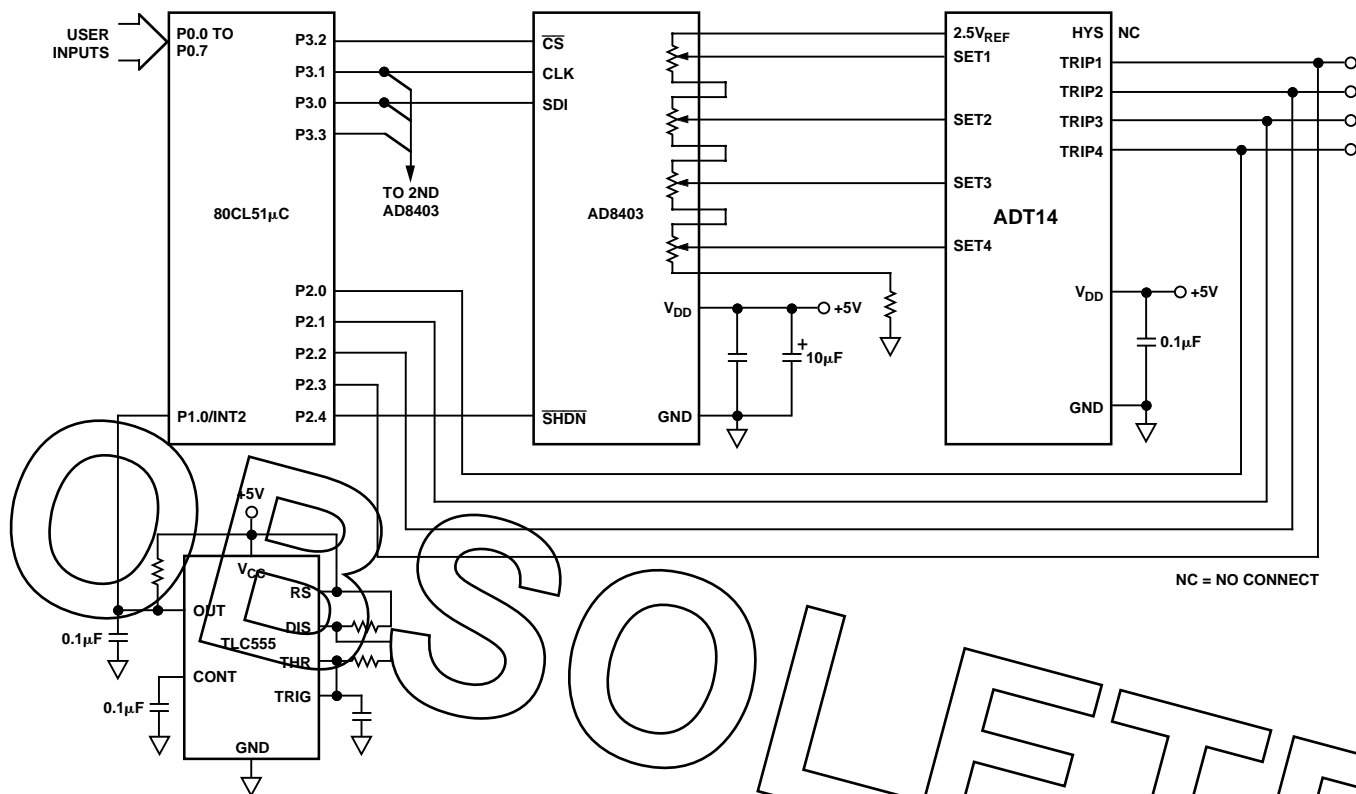 USER
INPUTS
P0.0 TO
P0.7
P3.2
P3.1
P3.0
P3.3
TO 2ND
AD8403
80CL51μC
P2.0
P2.1
P2.2
P2.3
P2.4
P1.0/INT2
CS
CLK
SDI
AD8403
VDD
+5V
10μF
+
GND
SHDN
2.5VREF
SET1
SET2
SET3
SET4
ADT14
HYS
NC
TRIP1
TRIP2
TRIP3
TRIP4
VDD
+5V
0.1μF
GND
NC = NO CONNECT
+5V
VCC
RS
OUT
DIS
TLC555
THR
CONT
TRIG
GND
0.1μF
0.1μF
OBSOLETE